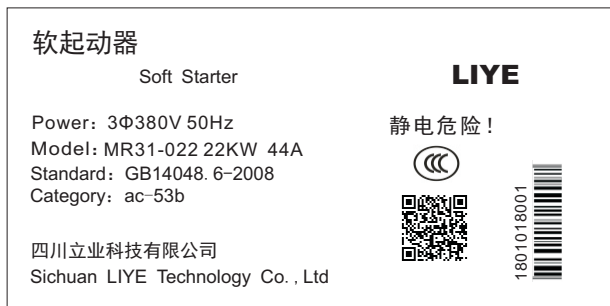 软起动器
Soft Starter
LIYE
Power: 3Φ380V 50Hz
Model: MR31-022 22KW 44A
Standard: GB14048. 6-2008
Category: ac-53b
静电危险!
CCC
1801018001
四川立业科技有限公司
Sichuan LIYE Technology Co., Ltd